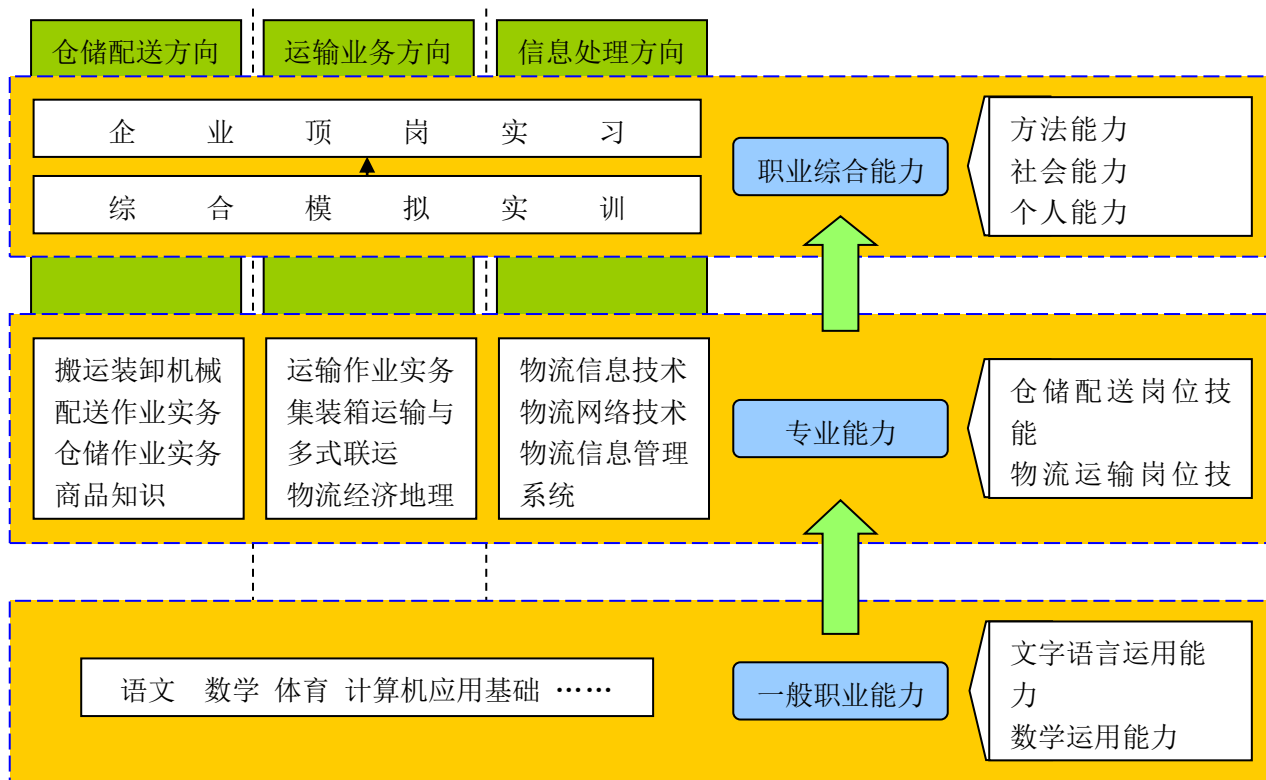 仓储配送方向
运输业务方向
信息处理方向
企业顶岗实习
综合模拟实训
职业综合能力
方法能力
社会能力
个人能力
搬运装卸机械
配送作业实务
仓储作业实务
商品知识
运输作业实务
集装箱运输与
多式联运
物流经济地理
物流信息技术
物流网络技术
物流信息管理
系统
专业能力
仓储配送岗位技
能
物流运输岗位技
语文 数学 体育 计算机应用基础 ……
一般职业能力
文字语言运用能
力
数学运用能力